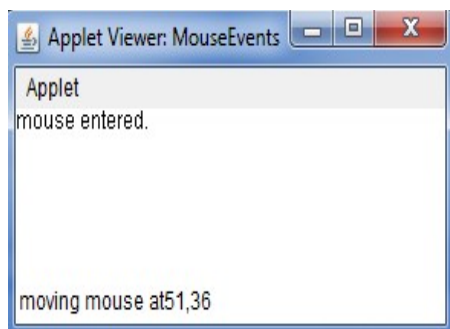 Applet Viewer: MouseEvents
Applet
mouse entered.
moving mouse at51,36